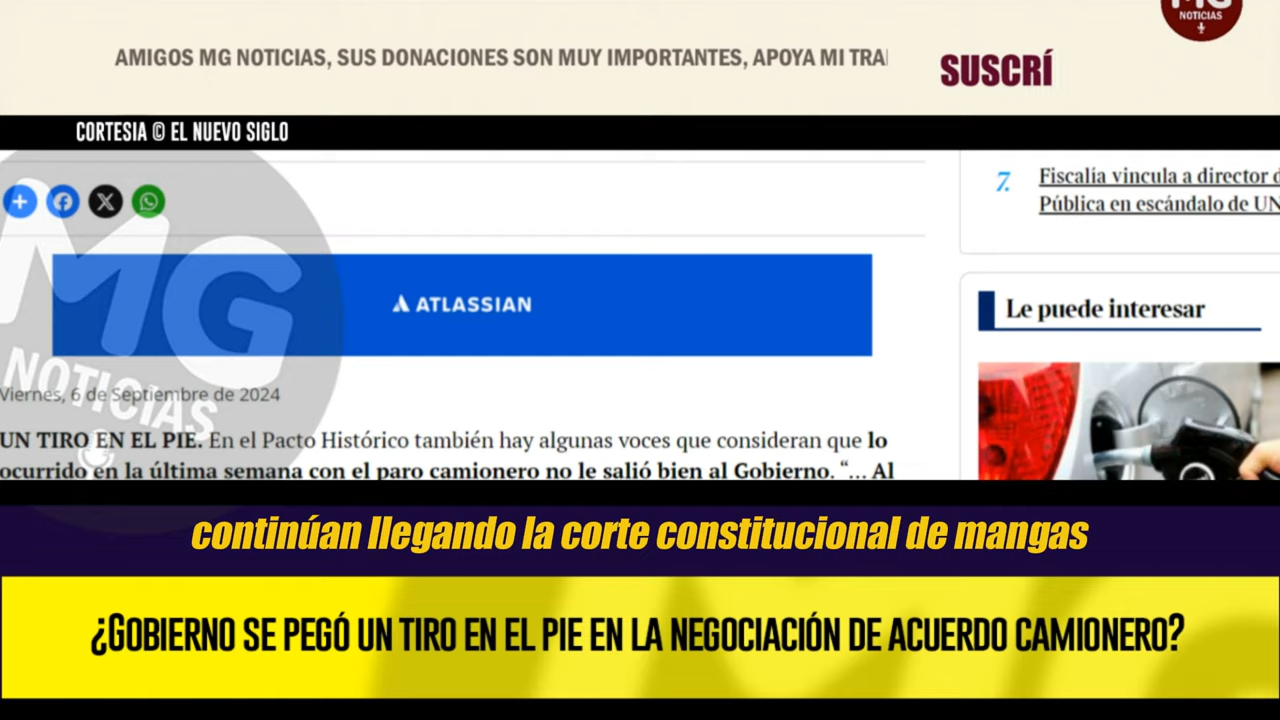 MG
NOTICIAS
AMIGOS MG NOTICIAS, SUS DONACIONES SON MUY IMPORTANTES, APOYA MI
SUSCRÍ
CORTESIA © EL NUEVO SIGLO
7.
Fiscalía vincula a director
Pública en escándalo de
ATLASSIAN
Le puede interesar
MG
NOTICIAS
Viernes, 6 de Septiembre de 2024
UN TIRO EN EL PIE. En el Pacto Histórico también hay algunas voces que consideran que lo
ocurrido en la última semana con el paro camionero no le salió bien al Gobierno. “... Al
continúan llegando la corte constitucional de mangas
¿GOBIERNO SE PEGÓ UN TIRO EN EL PIE EN LA NEGOCIACIÓN DE ACUERDO CAMIONERO?